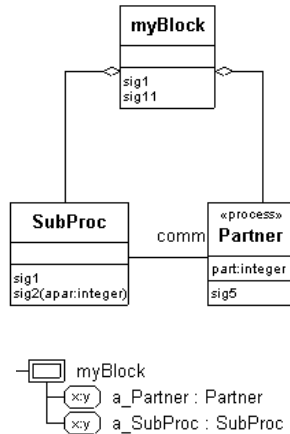 myBlock
sig1
sig11
SubProc
sig1
sig2(apar:integer)
comm
«process»
Partner
part:integer
sig5
myBlock
x:y a_Partner : Partner
x:y a_SubProc : SubProc